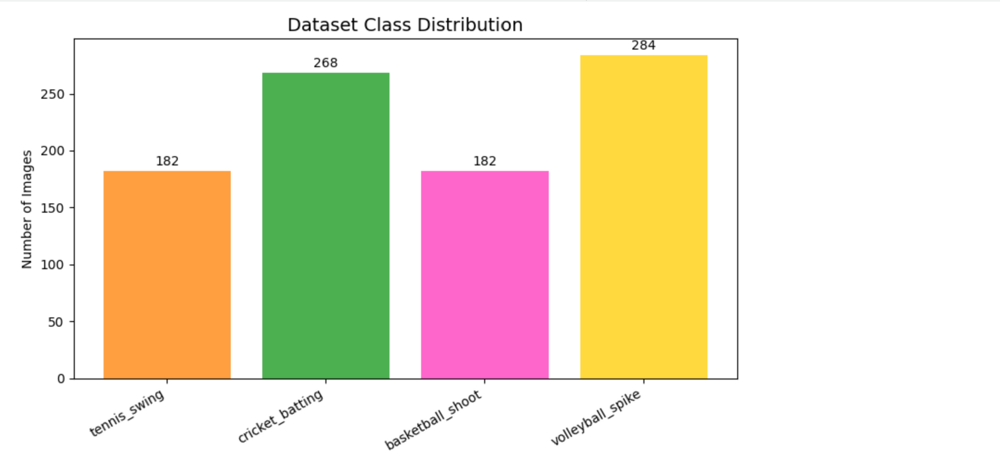 Dataset Class Distribution
284
268
182
182
Number of Images
250
200
150
100
50
0
tennis_swing
cricket_batting
basketball_shoot
volleyball_spike